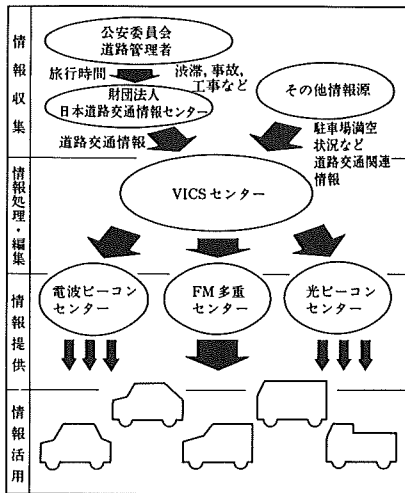 情報収集
公安委員会
道路管理者
旅行時間
渋滞,事故,
工事など
財団法人
日本道路交通情報センター
その他情報源
道路交通情報
駐車場満空
状況など
道路交通関連
情報
情報処理・編集
VICSセンター
情報提供
電波ビーコン
センター
FM多重
センター
光ビーコン
センター
情報活用